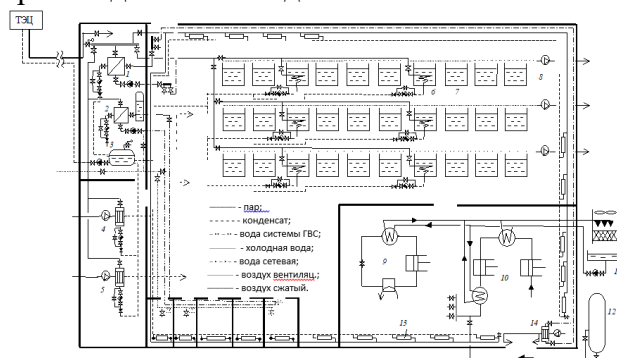 ТЭЦ
1
2
3
4
5
6
7
8
- пар;
- конденсат;
- вода системы ГВС;
- холодная вода;
- вода сетевая;
- воздух вентиляц.;
- воздух сжатый.
9
10
12
13
14